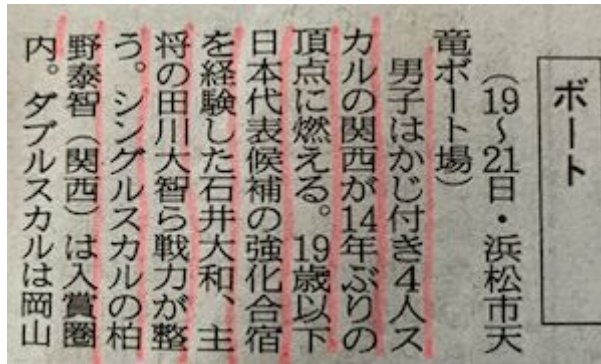 ボート
(19〜21日・浜松市天
竜ボート場)
男子はかじ付き4人ス
カルの関西が14年ぶりの
頂点に燃える。19歳以下
日本代表候補の強化合宿
を経験した石井大和、主
将の田川大智ら戦力が整
う。シングルスカルの柏
野泰智(関西)は入賞圏
内。ダブルスカルは岡山